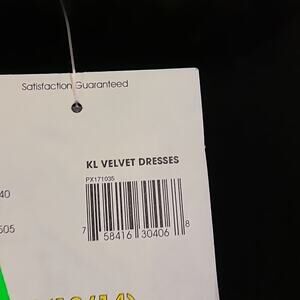 Satisfaction Guaranteed
KL VELVET DRESSES
PX171035
40
505
7 58416 30406 8